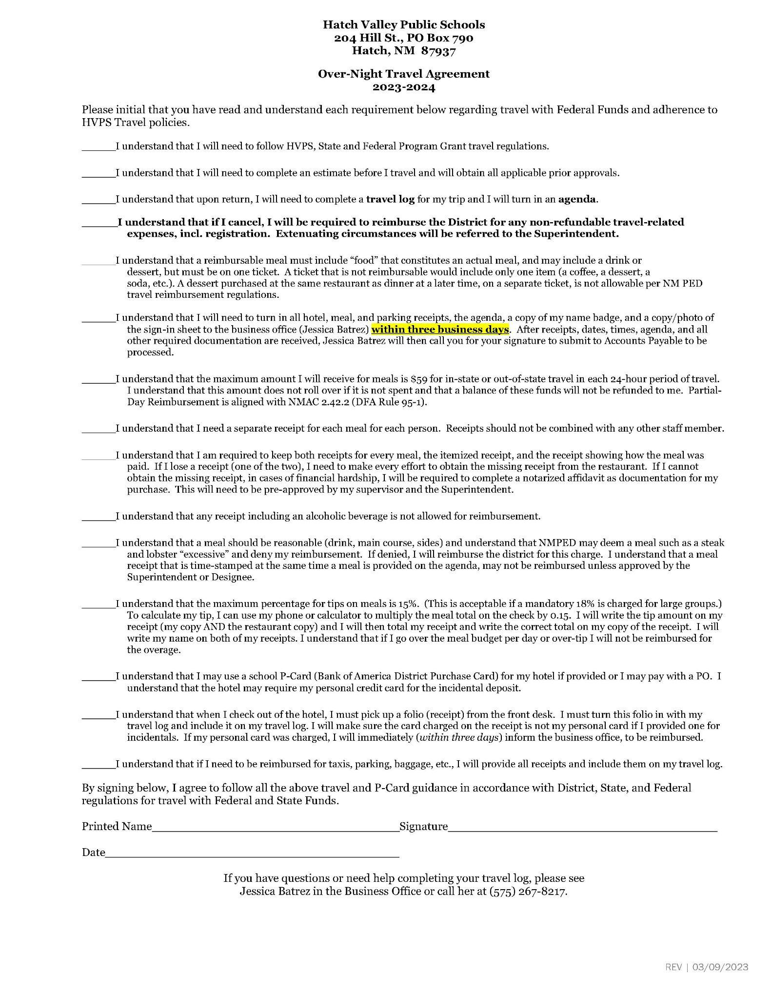 Hatch Valley Public Schools
204 Hill St., PO Box 790
Hatch, NM  87937
Over-Night Travel Agreement
2023-2024
Please initial that you have read and understand each requirement below regarding travel with Federal Funds and adherence to
HVPS Travel policies.
______I understand that I will need to follow HVPS, State and Federal Program Grant travel regulations.
______I understand that I will need to complete an estimate before I travel and will obtain all applicable prior approvals.
______I understand that upon return, I will need to complete a travel log for my trip and I will turn in an agenda.
______I understand that if I cancel, I will be required to reimburse the District for any non-refundable travel-related
expenses, incl. registration.  Extenuating circumstances will be referred to the Superintendent.
______I understand that a reimbursable meal must include “food” that constitutes an actual meal, and may include a drink or
dessert, but must be on one ticket.  A ticket that is not reimbursable would include only one item (a coffee, a dessert, a
soda, etc.). A dessert purchased at the same restaurant as dinner at a later time, on a separate ticket, is not allowable per NM PED
travel reimbursement regulations.
______I understand that I will need to turn in all hotel, meal, and parking receipts, the agenda, a copy of my name badge, and a copy/photo of
the sign-in sheet to the business office (Jessica Batrez) within three business days.  After receipts, dates, times, agenda, and all
other required documentation are received, Jessica Batrez will then call you for your signature to submit to Accounts Payable to be
processed.
______I understand that the maximum amount I will receive for meals is $59 for in-state or out-of-state travel in each 24-hour period of travel.
I understand that this amount does not roll over if it is not spent and that a balance of these funds will not be refunded to me.  Partial-
Day Reimbursement is aligned with NMAC 2.42.2 (DFA Rule 95-1).
______I understand that I need a separate receipt for each meal for each person.  Receipts should not be combined with any other staff member.
______I understand that I am required to keep both receipts for every meal, the itemized receipt, and the receipt showing how the meal was
paid.  If I lose a receipt (one of the two), I need to make every effort to obtain the missing receipt from the restaurant.  If I cannot
obtain the missing receipt, in cases of financial hardship, I will be required to complete a notarized affidavit as documentation for my
purchase.  This will need to be pre-approved by my supervisor and the Superintendent.
______I understand that any receipt including an alcoholic beverage is not allowed for reimbursement.
______I understand that a meal should be reasonable (drink, main course, sides) and understand that NMPED may deem a meal such as a steak
and lobster “excessive” and deny my reimbursement.  If denied, I will reimburse the district for this charge.  I understand that a meal
receipt that is time-stamped at the same time a meal is provided on the agenda, may not be reimbursed unless approved by the
Superintendent or Designee.
______I understand that the maximum percentage for tips on meals is 15%.  (This is acceptable if a mandatory 18% is charged for large groups.)
To calculate my tip, I can use my phone or calculator to multiply the meal total on the check by 0.15.  I will write the tip amount on my
receipt (my copy AND the restaurant copy) and I will then total my receipt and write the correct total on my copy of the receipt.  I will
write my name on both of my receipts. I understand that if I go over the meal budget per day or over-tip I will not be reimbursed for
the overage.
______I understand that I may use a school P-Card (Bank of America District Purchase Card) for my hotel if provided or I may pay with a PO.  I
understand that the hotel may require my personal credit card for the incidental deposit.
______I understand that when I check out of the hotel, I must pick up a folio (receipt) from the front desk.  I must turn this folio in with my
travel log and include it on my travel log. I will make sure the card charged on the receipt is not my personal card if I provided one for
incidentals.  If my personal card was charged, I will immediately (within three days) inform the business office, to be reimbursed.
______I understand that if I need to be reimbursed for taxis, parking, baggage, etc., I will provide all receipts and include them on my travel log.
By signing below, I agree to follow all the above travel and P-Card guidance in accordance with District, State, and Federal
regulations for travel with Federal and State Funds.
Printed Name______________________________Signature______________________________
Date______________________________
If you have questions or need help completing your travel log, please see
Jessica Batrez in the Business Office or call her at (575) 267-8217.
REV | 03/09/2023